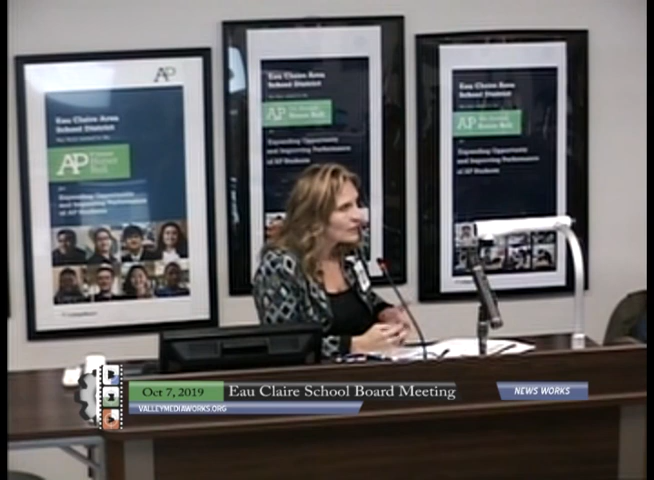 AP
Eau Claire Area
School District
AP
Honor
Roll
Expanding Opportunity
and Improving Performance
of AP Students
Eau Claire Area
School District
AP
Honor Roll
Expanding Opportunity
and Improving Performance
of AP Students
Eau Claire Area
School District
AP
Honor Roll
Expanding Opportunity
and Improving Performance
of AP Students
Oct 7, 2019
Eau Claire School Board Meeting
NEWS WORKS
VALLEYMEDIAWORKS.ORG